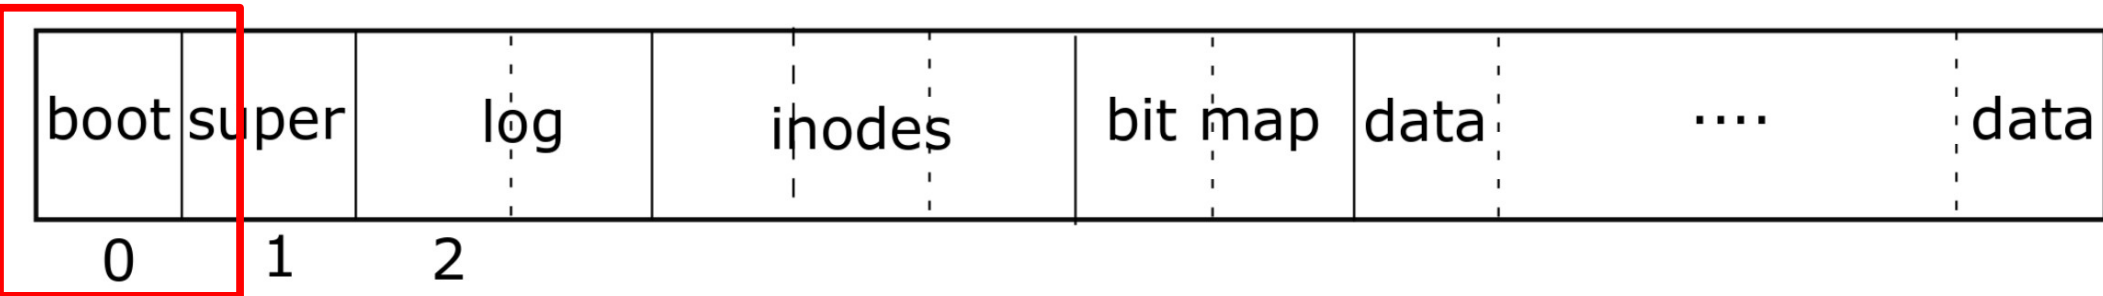 boot super log inodes bit map data .... data
0 1 2